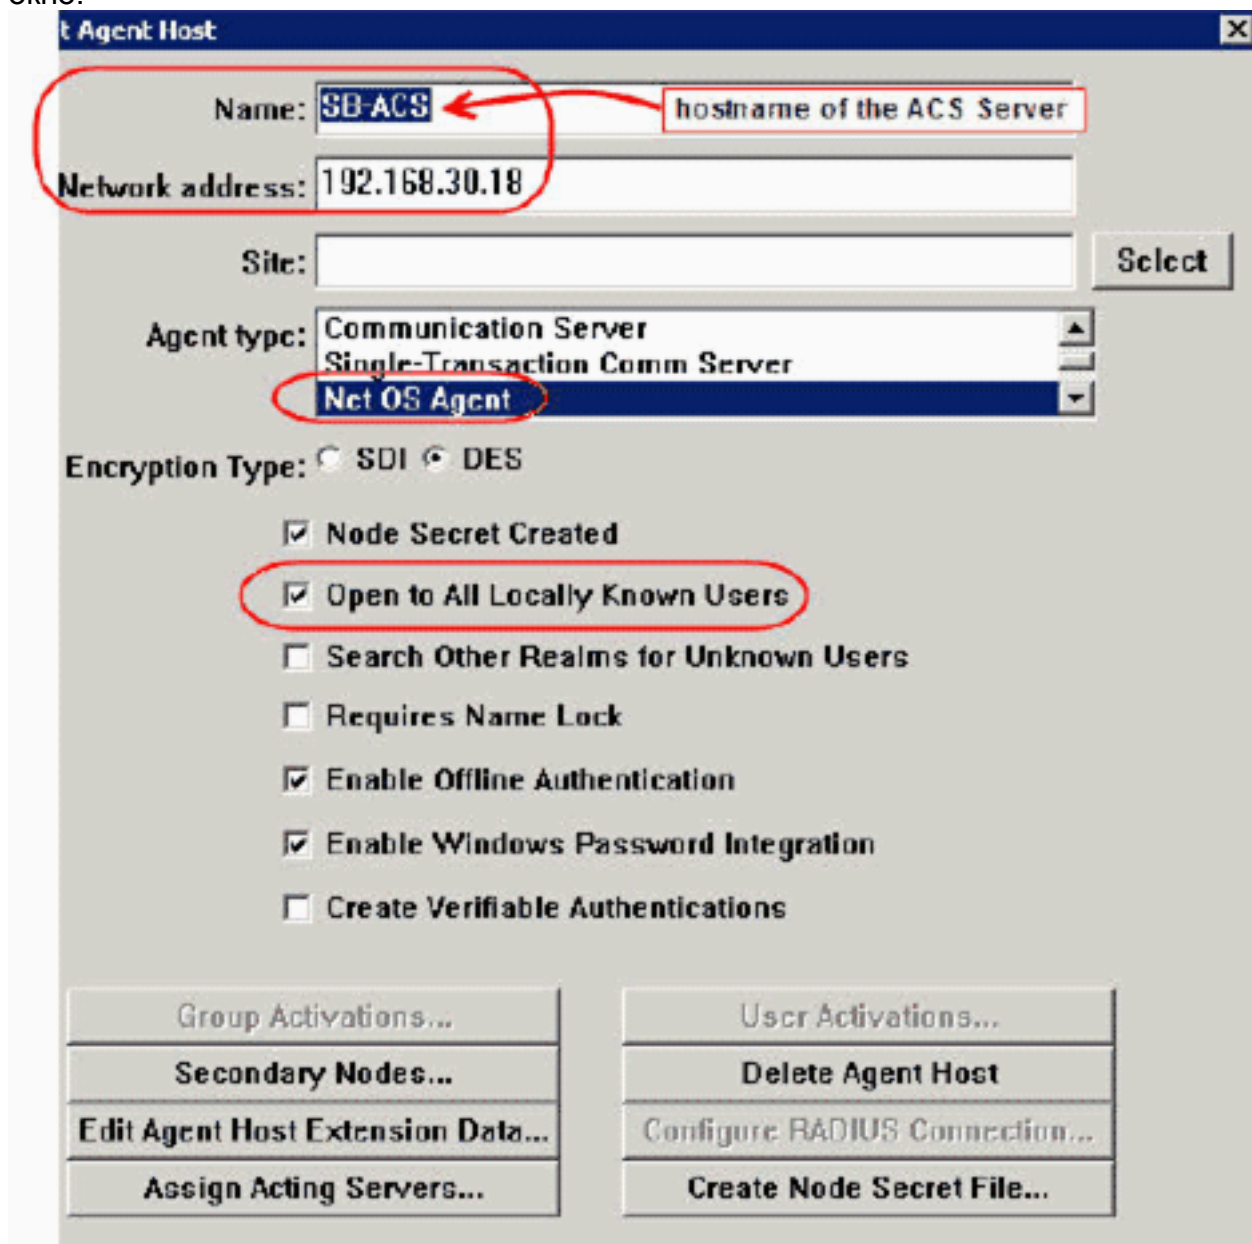 окно.
t Agent Host
Name: SB-ACS
hostname of the ACS Server
Network address: 192.168.30.18
Site:
Select
Agent type: Communication Server
Single-Transaction Comm Server
Net OS Agent
Encryption Type: SDI DES
Node Secret Created
Open to All Locally Known Users
Search Other Realms for Unknown Users
Requires Name Lock
Enable Offline Authentication
Enable Windows Password Integration
Create Verifiable Authentications
Group Activations...
User Activations...
Secondary Nodes...
Delete Agent Host
Edit Agent Host Extension Data...
Configure RADIUS Connection...
Assign Acting Servers...
Create Node Secret File...